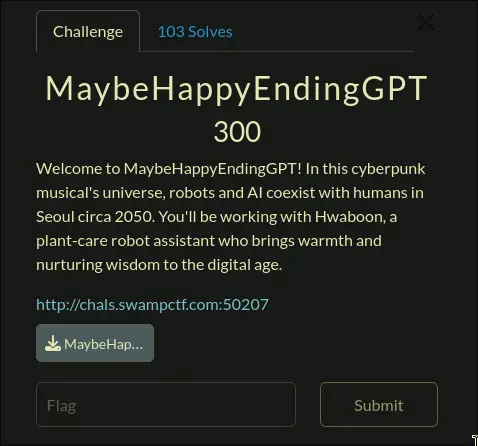 Challenge
103 Solves
MaybeHappyEndingGPT
300
Welcome to MaybeHappyEndingGPT! In this cyberpunk
musical's universe, robots and AI coexist with humans in
Seoul circa 2050. You'll be working with Hwaboon, a
plant-care robot assistant who brings warmth and
nurturing wisdom to the digital age.
http://chals.swampctf.com:50207
MaybeHap...
Flag
Submit